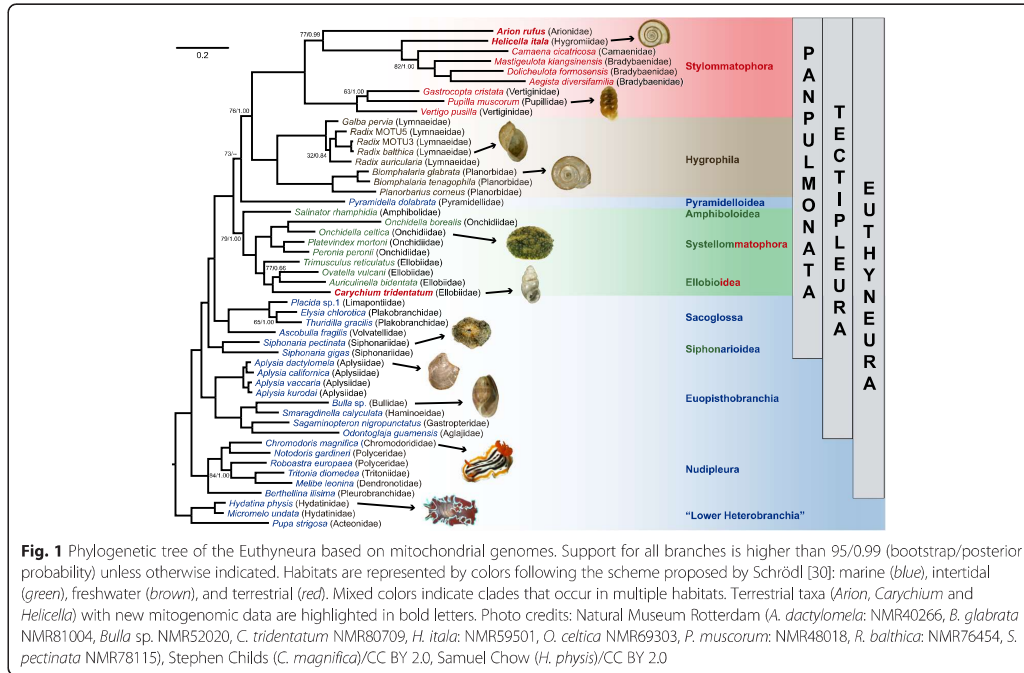 0.2
77/0.99
Arion rufus (Arionidae)
Helicella itala (Hygromiidae)
Camaena cicatricosa (Camaenidae)
82/1.00
Mastigeulota kiangsinensis (Bradybaenidae)
Dolicheulota formosensis (Bradybaenidae)
Aegista diversifamilia (Bradybaenidae)
Stylommatophora
63/1.00
Gastrocopta cristata (Vertiginidae)
Pupilla muscorum (Pupillidae)
Vertigo pusilla (Vertiginidae)
76/1.00
Galba pervia (Lymnaeidae)
Radix MOTU5 (Lymnaeidae)
Radix MOTU3 (Lymnaeidae)
32/0.84
Radix balthica (Lymnaeidae)
Radix auricularia (Lymnaeidae)
Hygrophila
73/--
Biomphalaria glabrata (Planorbidae)
Biomphalaria tenagophila (Planorbidae)
Planorbarius corneus (Planorbidae)
Pyramidella dolabrata (Pyramidellidae)
Pyramidelloidea
Salinator rhamphidia (Amphibolidae)
Amphiboloidea
79/1.00
Onchidella borealis (Onchidiidae)
Onchidella celtica (Onchidiidae)
Platevindex mortoni (Onchidiidae)
Peronia peronii (Onchidiidae)
Systellommatophora
Trimusculus reticulatus (Ellobiidae)
77/0.66
Ovatella vulcani (Ellobiidae)
Auriculinella bidentata (Ellobiidae)
Carychium tridentatum (Ellobiidae)
Ellobioidea
Placida sp.1 (Limapontiidae)
Elysia chlorotica (Plakobranchidae)
65/1.00
Thuridilla gracilis (Plakobranchidae)
Ascobulla fragilis (Volvatellidae)
Sacoglossa
Siphonaria pectinata (Siphonariidae)
Siphonaria gigas (Siphonariidae)
Siphonarioidea
Aplysia dactylomela (Aplysiidae)
Aplysia californica (Aplysiidae)
Aplysia vaccaria (Aplysiidae)
Aplysia kurodai (Aplysiidae)
Bulla sp. (Bullidae)
Smaragdinella calyculata (Haminoeidae)
Sagaminopteron nigropunctatus (Gastropteridae)
Odontoglaja guamensis (Aglajidae)
Euopisthobranchia
Chromodoris magnifica (Chromodorididae)
Notodoris gardineri (Polyceridae)
Roboastra europaea (Polyceridae)
84/1.00
Tritonia diomedea (Tritoniidae)
Melibe leonina (Dendronotidae)
Berthellina ilisima (Pleurobranchidae)
Nudipleura
Hydatina physis (Hydatinidae)
Micromelo undata (Hydatinidae)
Pupa strigosa (Acteonidae)
"Lower Heterobranchia"
PANPULMONATA
TECTIPLEURA
EUTHYNEURA
Fig. 1 Phylogenetic tree of the Euthyneura based on mitochondrial genomes. Support for all branches is higher than 95/0.99 (bootstrap/posterior
probability) unless otherwise indicated. Habitats are represented by colors following the scheme proposed by Schrödl [30]: marine (blue), intertidal
(green), freshwater (brown), and terrestrial (red). Mixed colors indicate clades that occur in multiple habitats. Terrestrial taxa (Arion, Carychium and
Helicella) with new mitogenomic data are highlighted in bold letters. Photo credits: Natural Museum Rotterdam (A. dactylomela: NMR40266, B. glabrata
NMR81004, Bulla sp. NMR52020, C. tridentatum NMR80709, H. itala: NMR59501, O. celtica NMR69303, P. muscorum: NMR48018, R. balthica: NMR76454, S.
pectinata NMR78115), Stephen Childs (C. magnifica)/CC BY 2.0, Samuel Chow (H. physis)/CC BY 2.0